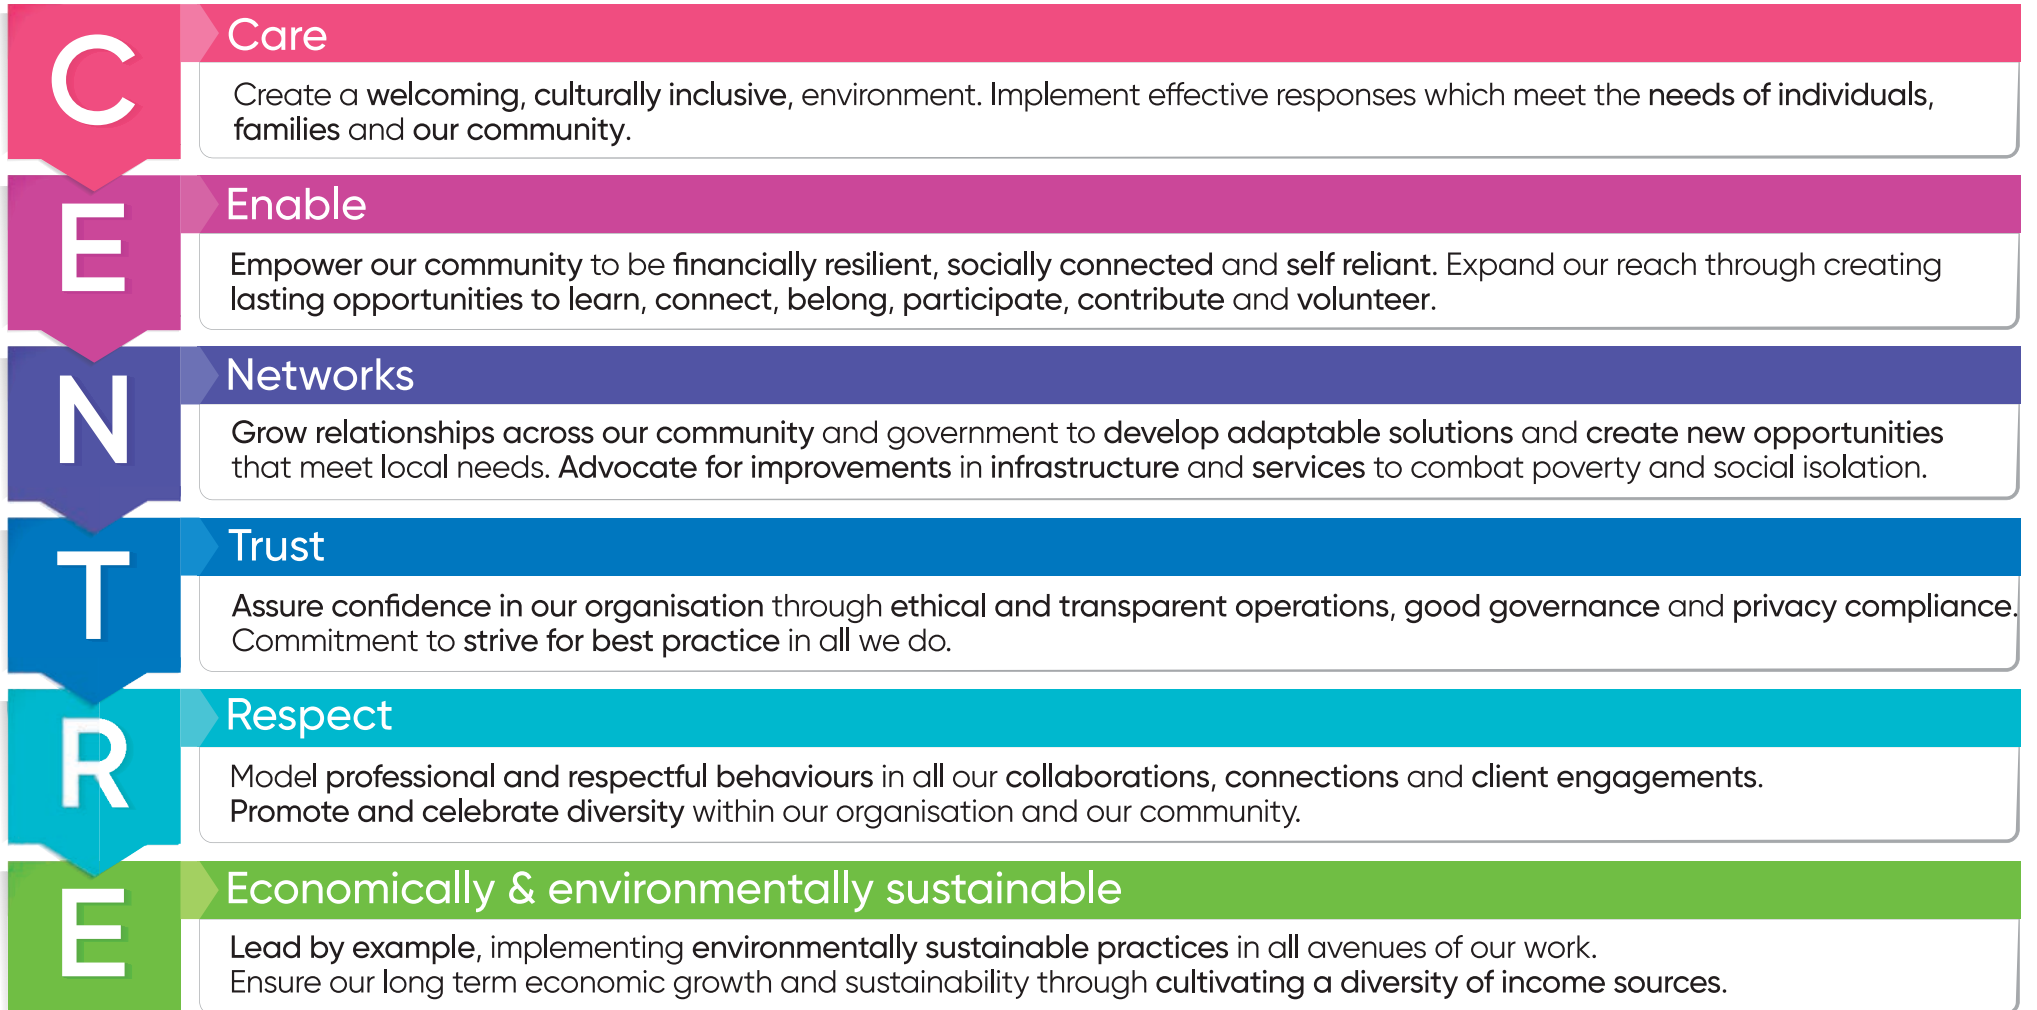 C
Care
Create a welcoming, culturally inclusive, environment. Implement effective responses which meet the needs of individuals,
families and our community.
E
Enable
Empower our community to be financially resilient, socially connected and self reliant. Expand our reach through creating
lasting opportunities to learn, connect, belong, participate, contribute and volunteer.
N
Networks
Grow relationships across our community and government to develop adaptable solutions and create new opportunities
that meet local needs. Advocate for improvements in infrastructure and services to combat poverty and social isolation.
T
Trust
Assure confidence in our organisation through ethical and transparent operations, good governance and privacy compliance.
Commitment to strive for best practice in all we do.
R
Respect
Model professional and respectful behaviours in all our collaborations, connections and client engagements.
Promote and celebrate diversity within our organisation and our community.
E
Economically & environmentally sustainable
Lead by example, implementing environmentally sustainable practices in all avenues of our work.
Ensure our long term economic growth and sustainability through cultivating a diversity of income sources.